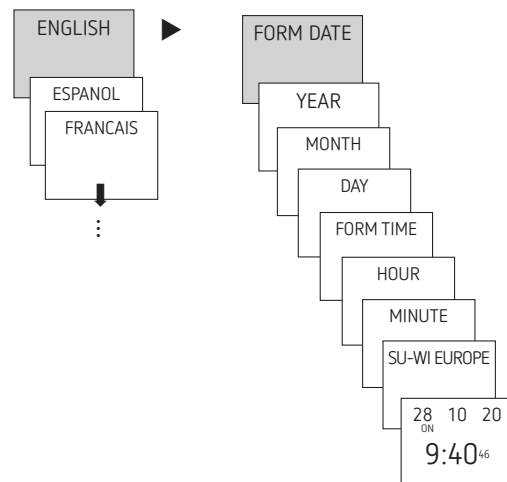 ENGLISH
ESPANOL
FRANCAIS
FORM DATE
YEAR
MONTH
DAY
FORM TIME
HOUR
MINUTE
SU-WI EUROPE
28 10 20
ON
9:40 46